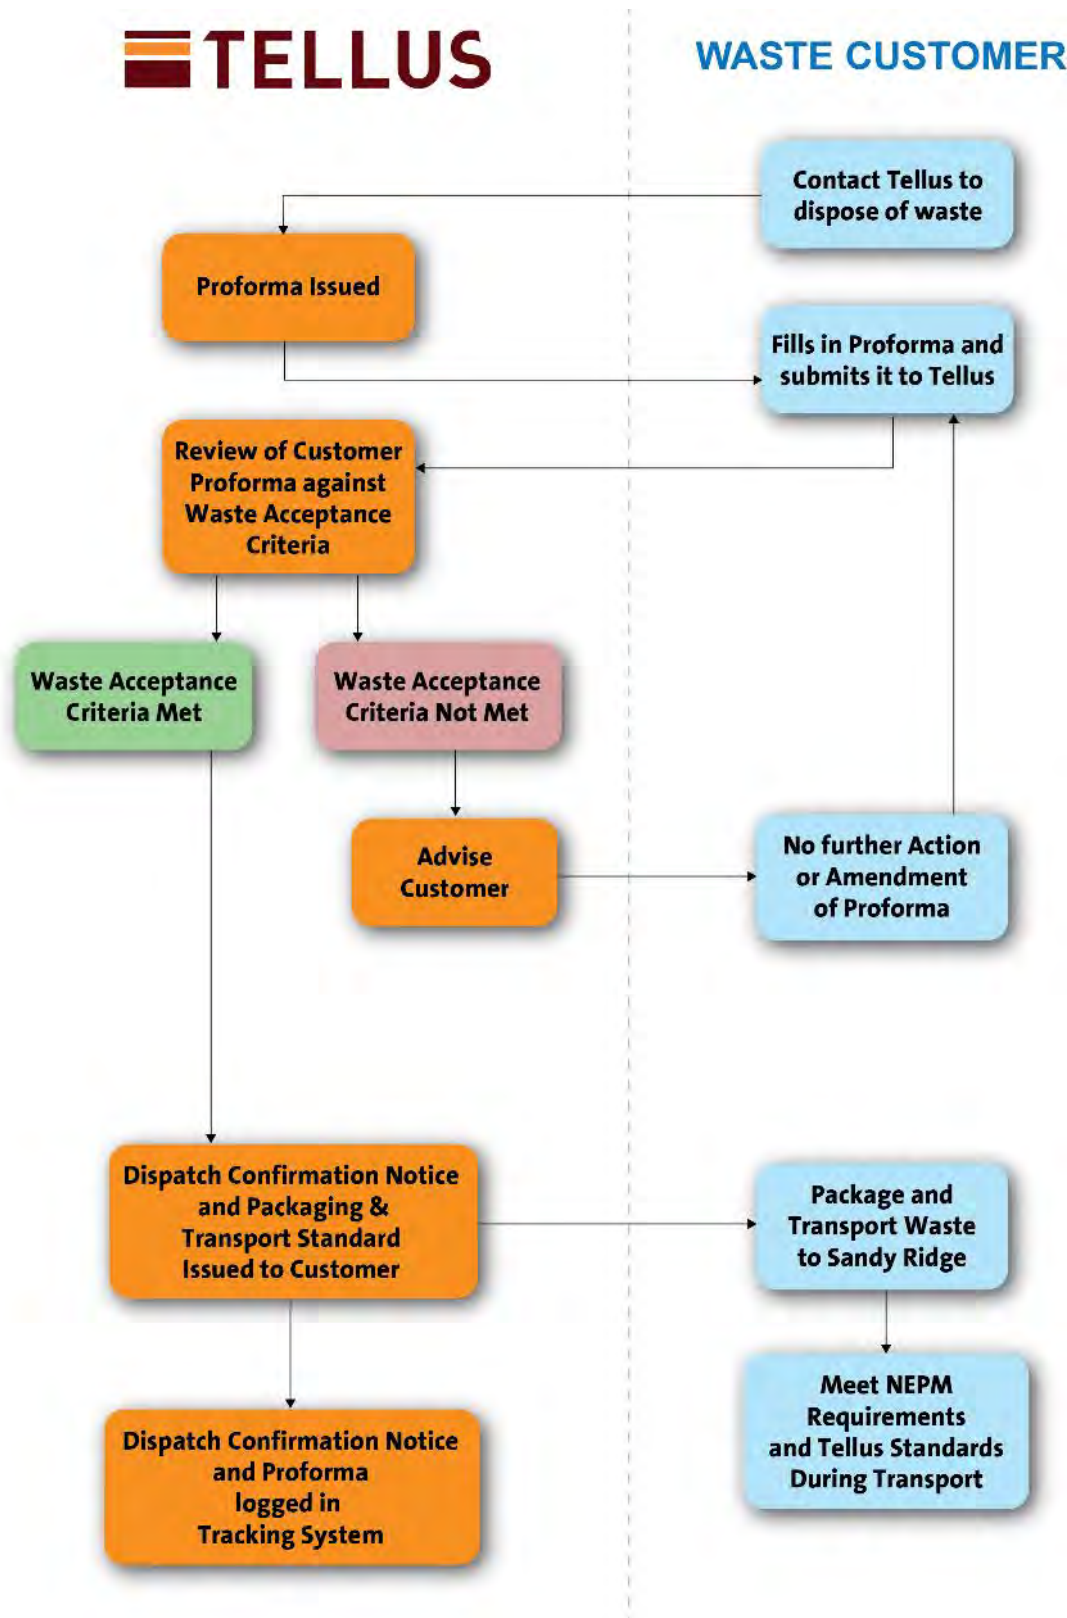 TELLUS
WASTE CUSTOMER
Contact Tellus to
dispose of waste
Proforma Issued
Fills in Proforma and
submits it to Tellus
Review of Customer
Proforma against
Waste Acceptance
Criteria
Waste Acceptance
Criteria Met
Waste Acceptance
Criteria Not Met
Advise
Customer
No further Action
or Amendment
of Proforma
Dispatch Confirmation Notice
and Packaging &
Transport Standard
Issued to Customer
Package and
Transport Waste
to Sandy Ridge
Dispatch Confirmation Notice
and Proforma
logged in
Tracking System
Meet NEPM
Requirements
and Tellus Standards
During Transport